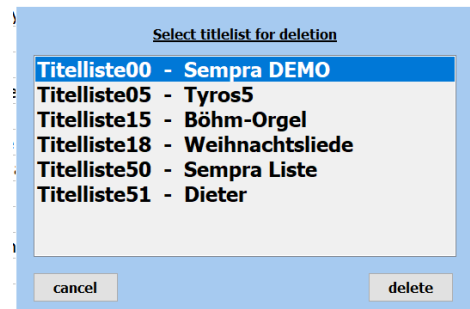 Select titlelist for deletion
Titelliste00 - Sempra DEMO
Titelliste05 - Tyros5
Titelliste15 - Böhm-Orgel
Titelliste18 - Weihnachtsliede
Titelliste50 - Sempra Liste
Titelliste51 - Dieter
cancel delete